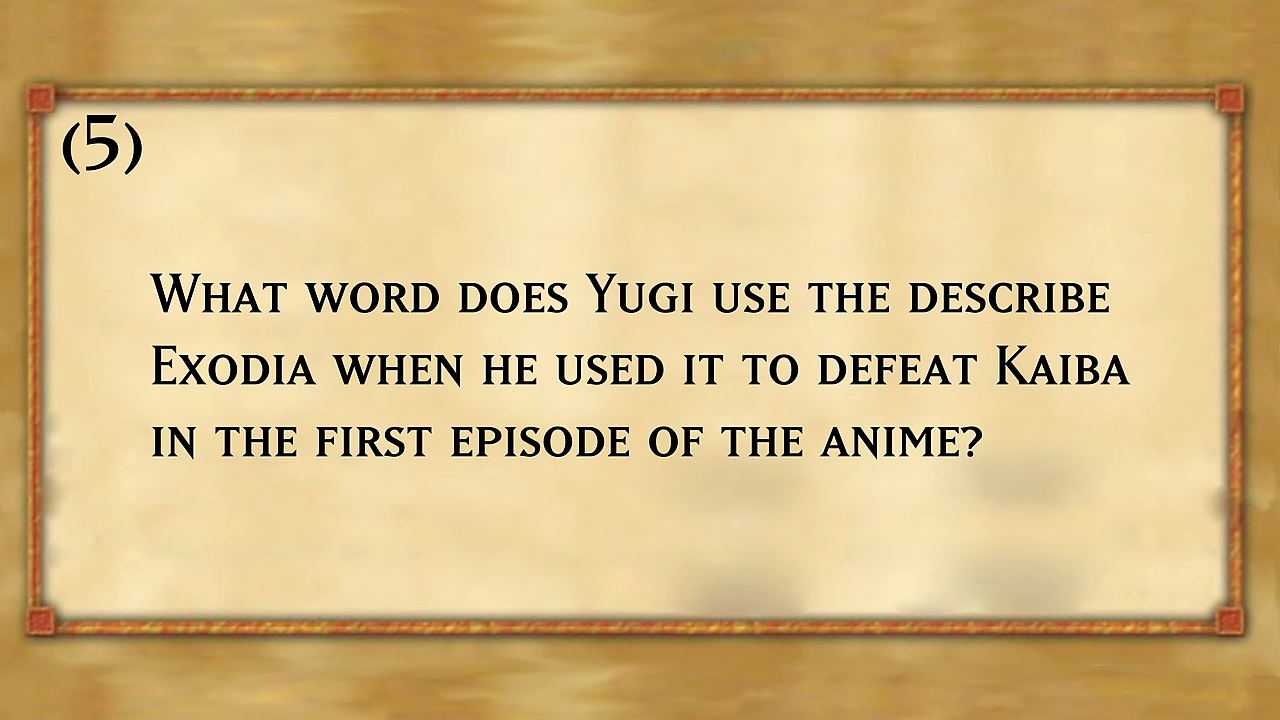 (5)
What word does Yugi use the describe
Exodia when he used it to defeat Kaiba
in the first episode of the anime?